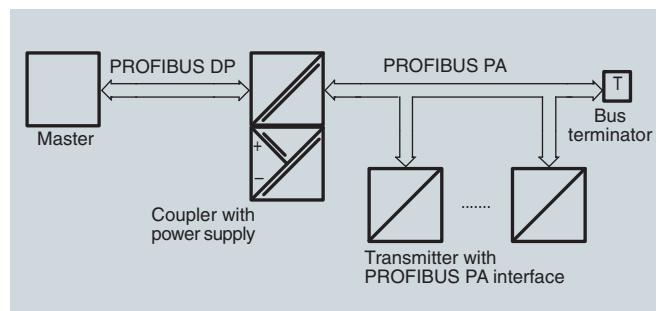 PROFIBUS DP
PROFIBUS PA
T
Master
Bus
terminator
+
–
Coupler with
power supply
.......
Transmitter with
PROFIBUS PA interface